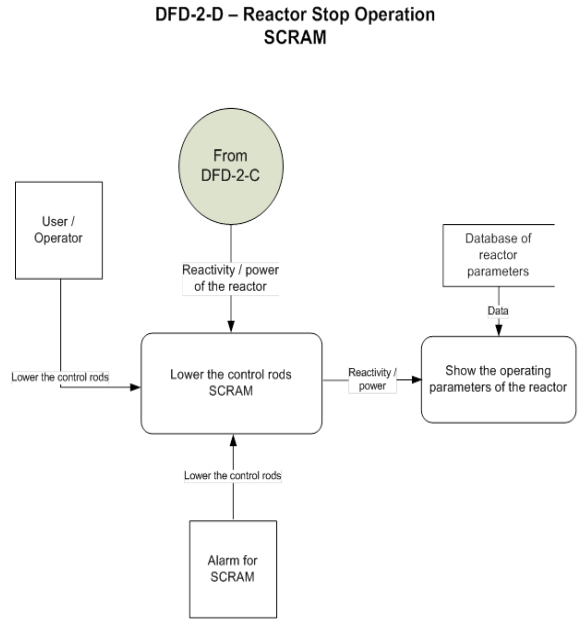 DFD-2-D – Reactor Stop Operation
SCRAM
From
DFD-2-C
User /
Operator
Database of
reactor
parameters
Reactivity / power
of the reactor
Data
Lower the control rods
Lower the control rods
SCRAM
Reactivity /
power
Show the operating
parameters of the reactor
Lower the control rods
Alarm for
SCRAM